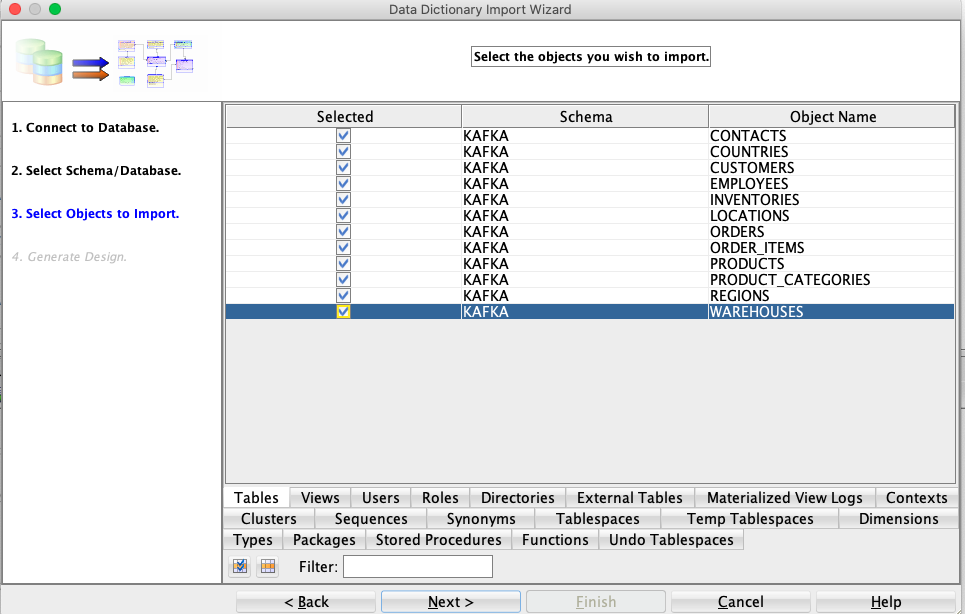 Data Dictionary Import Wizard
Select the objects you wish to import.
1. Connect to Database.
2. Select Schema/Database.
3. Select Objects to Import.
4. Generate Design.
Selected Schema Object Name
KAFKA CONTACTS
KAFKA COUNTRIES
KAFKA CUSTOMERS
KAFKA EMPLOYEES
KAFKA INVENTORIES
KAFKA LOCATIONS
KAFKA ORDERS
KAFKA ORDER_ITEMS
KAFKA PRODUCTS
KAFKA PRODUCT_CATEGORIES
KAFKA REGIONS
KAFKA WAREHOUSES
Tables Views Users Roles Directories External Tables Materialized View Logs Contexts
Clusters Sequences Synonyms Tablespaces Temp Tablespaces Dimensions
Types Packages Stored Procedures Functions Undo Tablespaces
Filter:
< Back Next > Finish Cancel Help